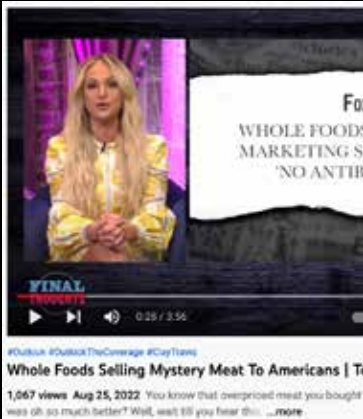 Fo
WHOLE FOODS
MARKETING S
'NO ANTIB
FINAL
THOUGHTS
0:25 / 3:56
#Outkick #OutkickTheCoverage #ClayTravis
Whole Foods Selling Mystery Meat To Americans | T
1,067 views Aug 25, 2022 You know that overpriced meat you bought
was oh so much better? Well, wait till you hear this ...more